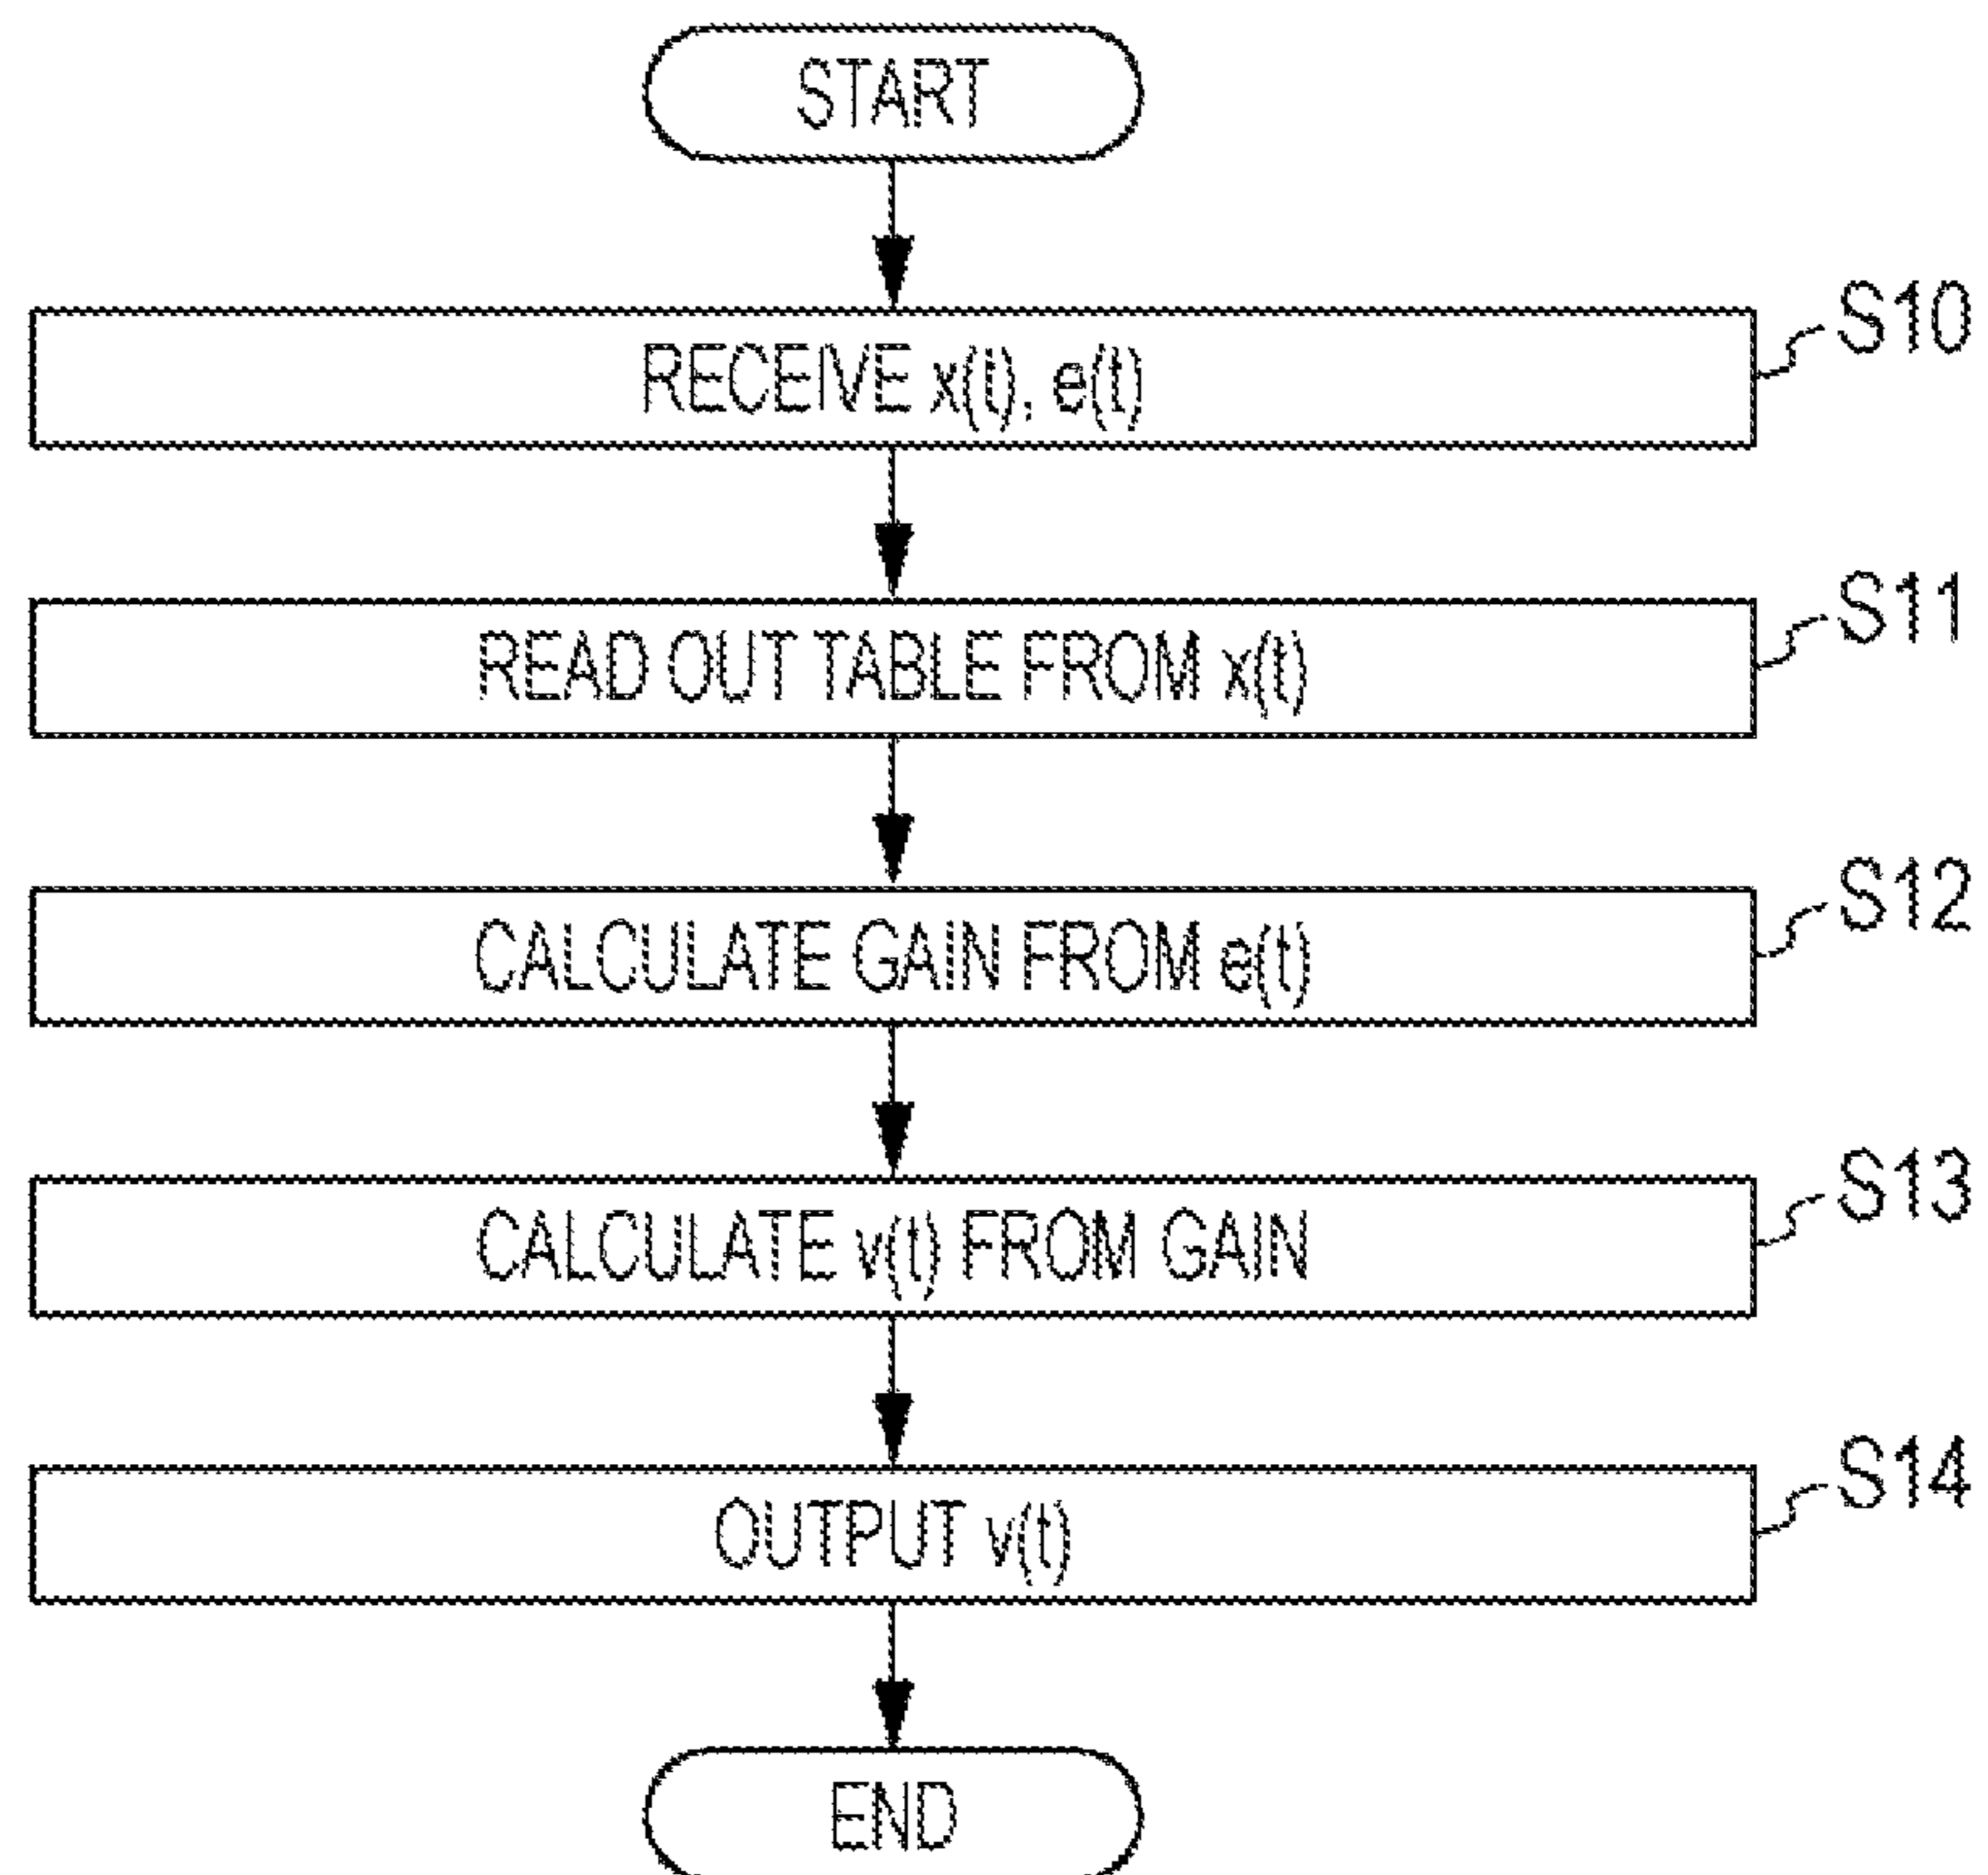 START
RECEIVE x(t), e(t)
S10
READ OUT TABLE FROM x(t)
S11
CALCULATE GAIN FROM e(t)
S12
CALCULATE v(t) FROM GAIN
S13
OUTPUT v(t)
S14
END